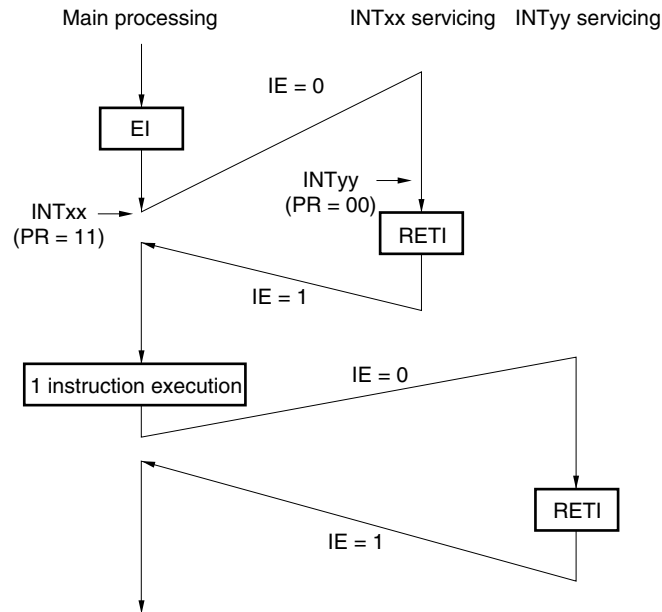 Main processing
INTxx servicing
INTyy servicing
IE = 0
EI
INTyy
(PR = 00)
INTxx
(PR = 11)
RETI
IE = 1
1 instruction execution
IE = 0
RETI
IE = 1